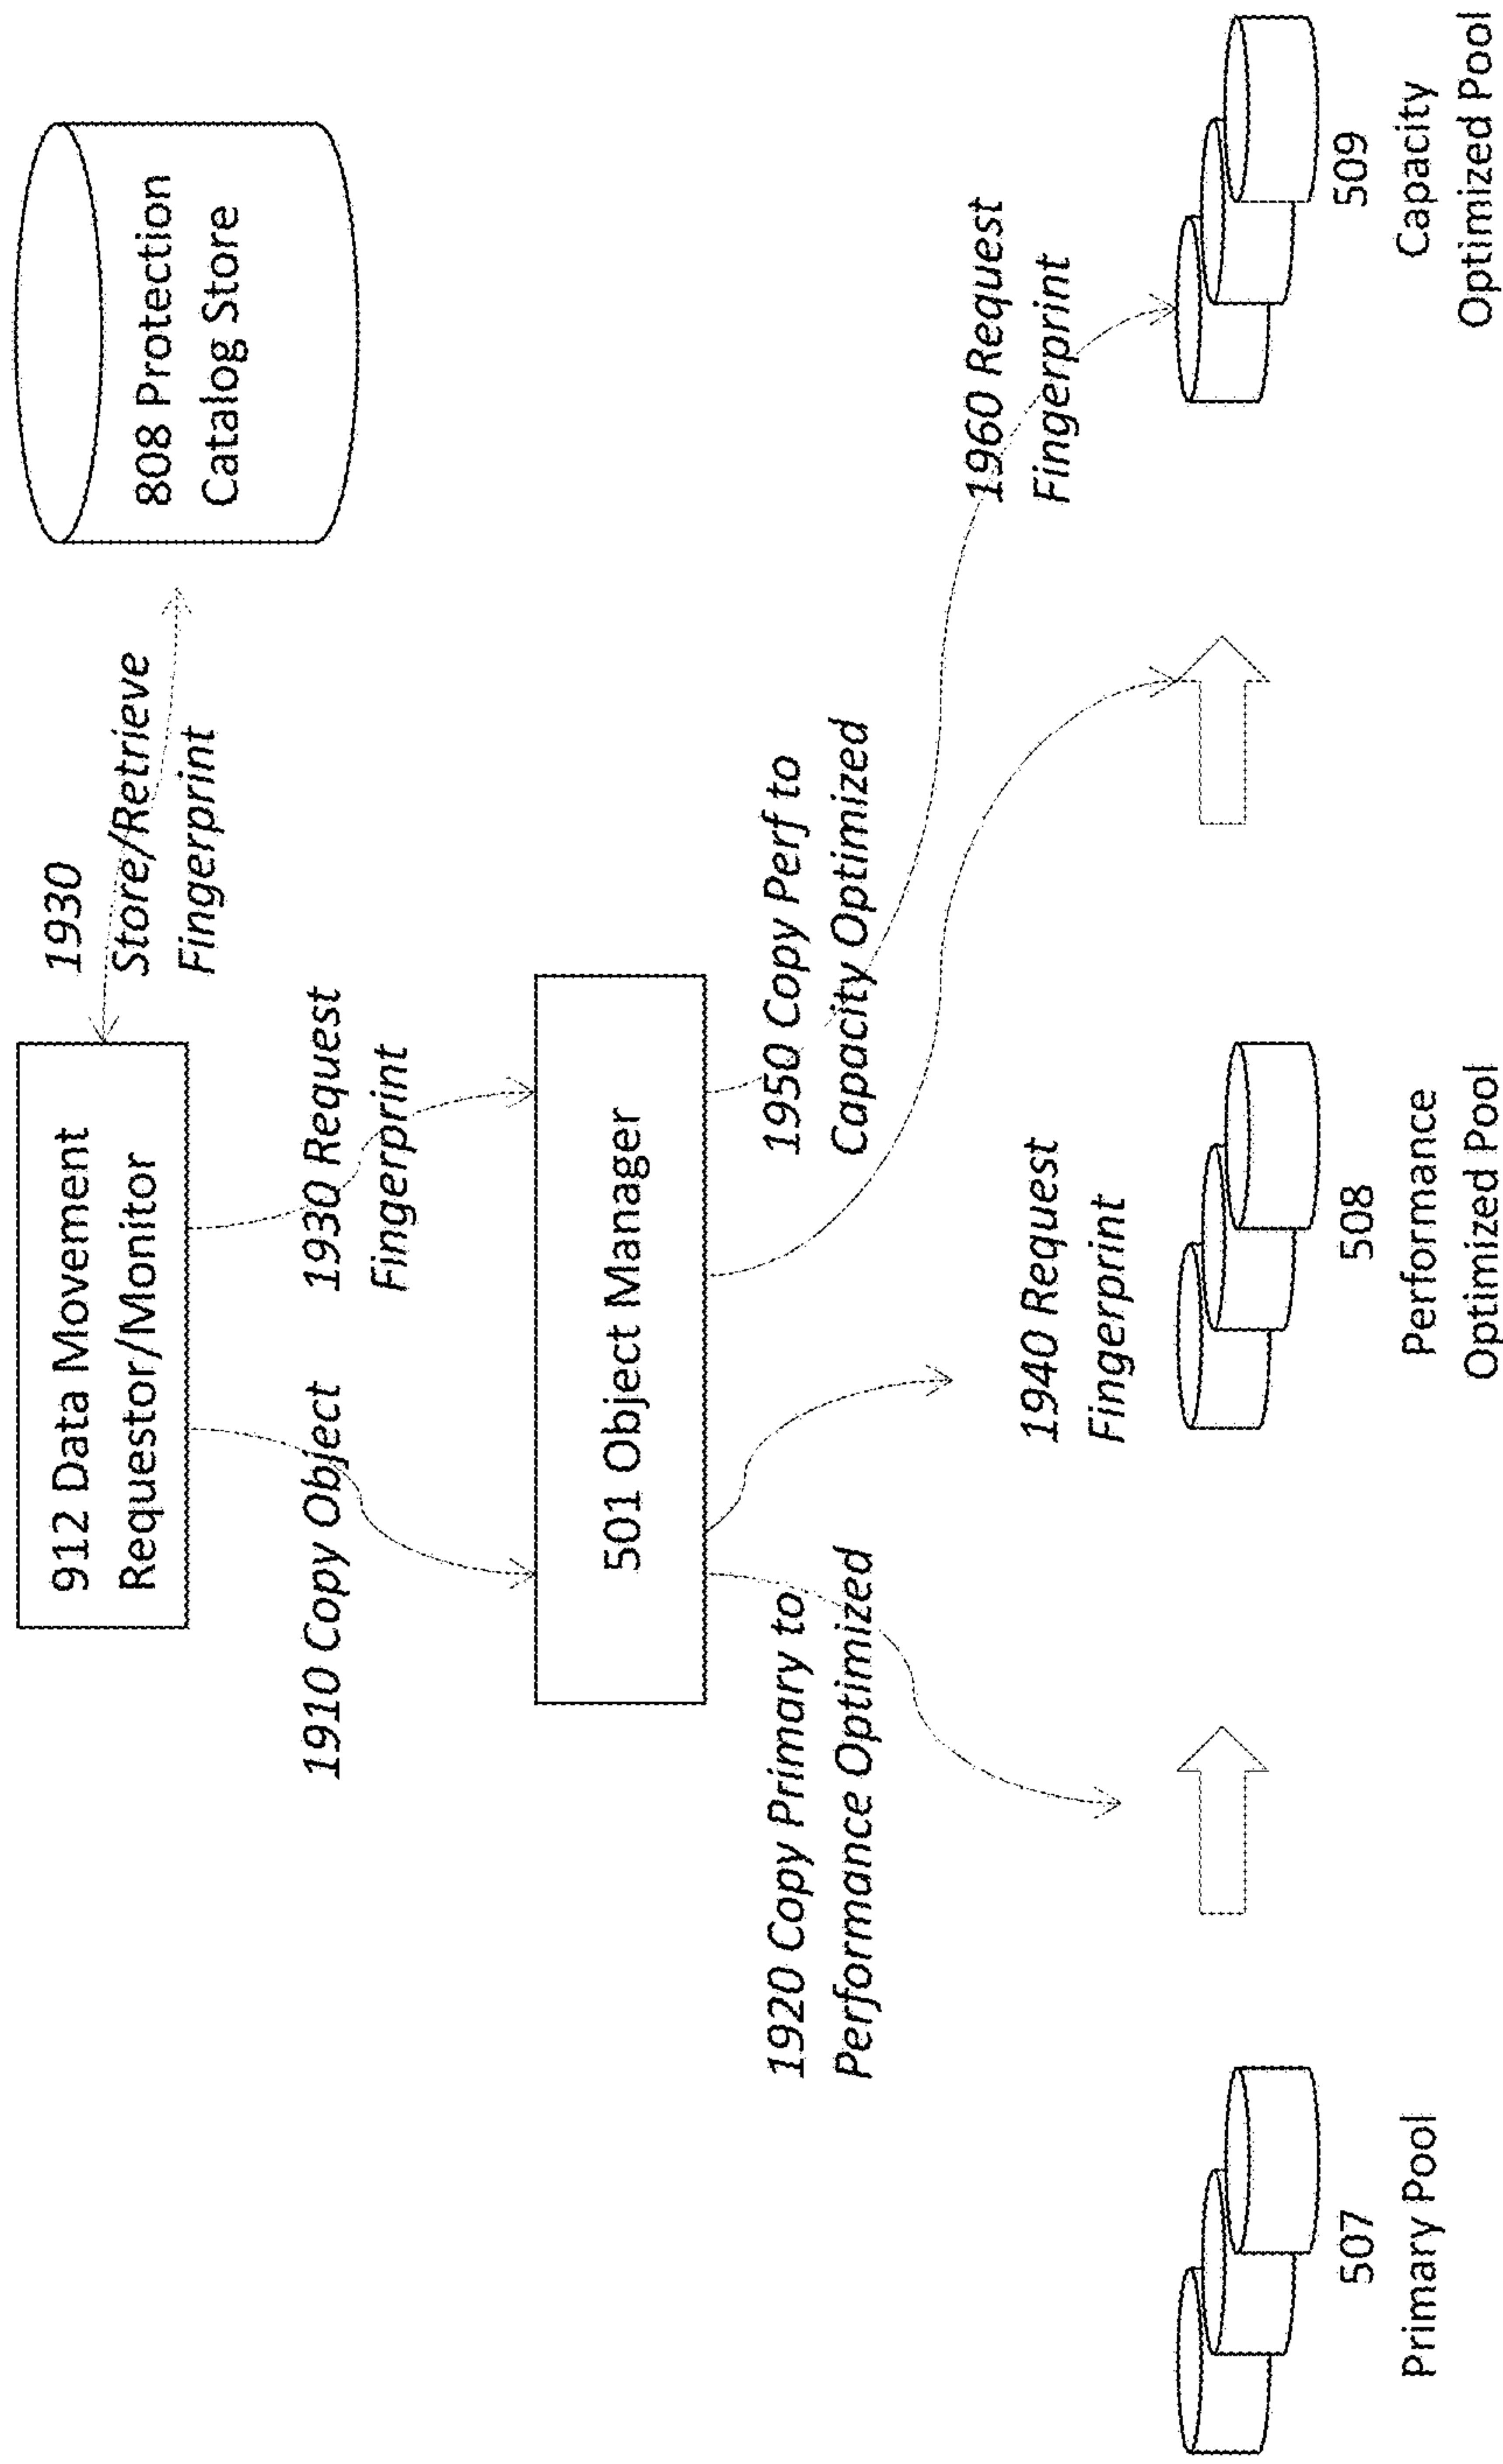 912 Data Movement
Requestor/Monitor
1930
Store/Retrieve
Fingerprint
808 Protection
Catalog Store
1910 Copy Object
1930 Request
Fingerprint
501 Object Manager
1920 Copy Primary to
Performance Optimized
1950 Copy Perf to
Capacity Optimized
1940 Request
Fingerprint
1960 Request
Fingerprint
507
Primary Pool
508
Performance
Optimized Pool
509
Capacity
Optimized Pool